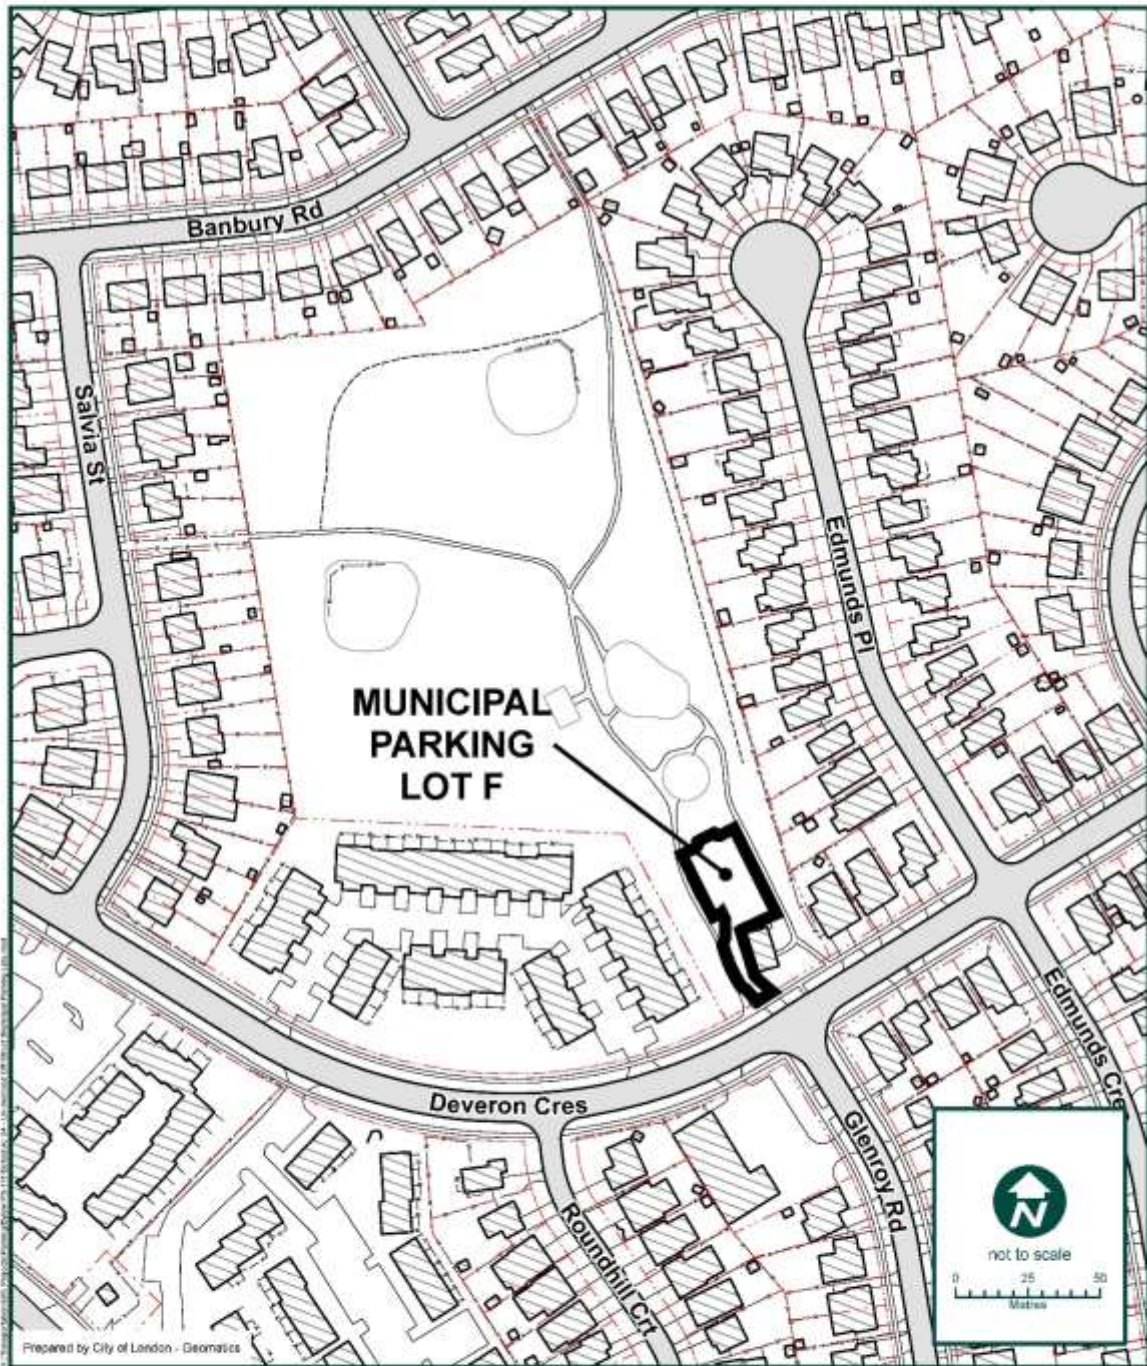 Banbury Rd
Salvia St
Edmunds Pl
MUNICIPAL
PARKING
LOT F
Deveron Cres
Edmunds Cres
Glenroy Rd
Roundhill Crt
N
not to scale
0 25 50
Metres
Prepared by City of London - Geomatics